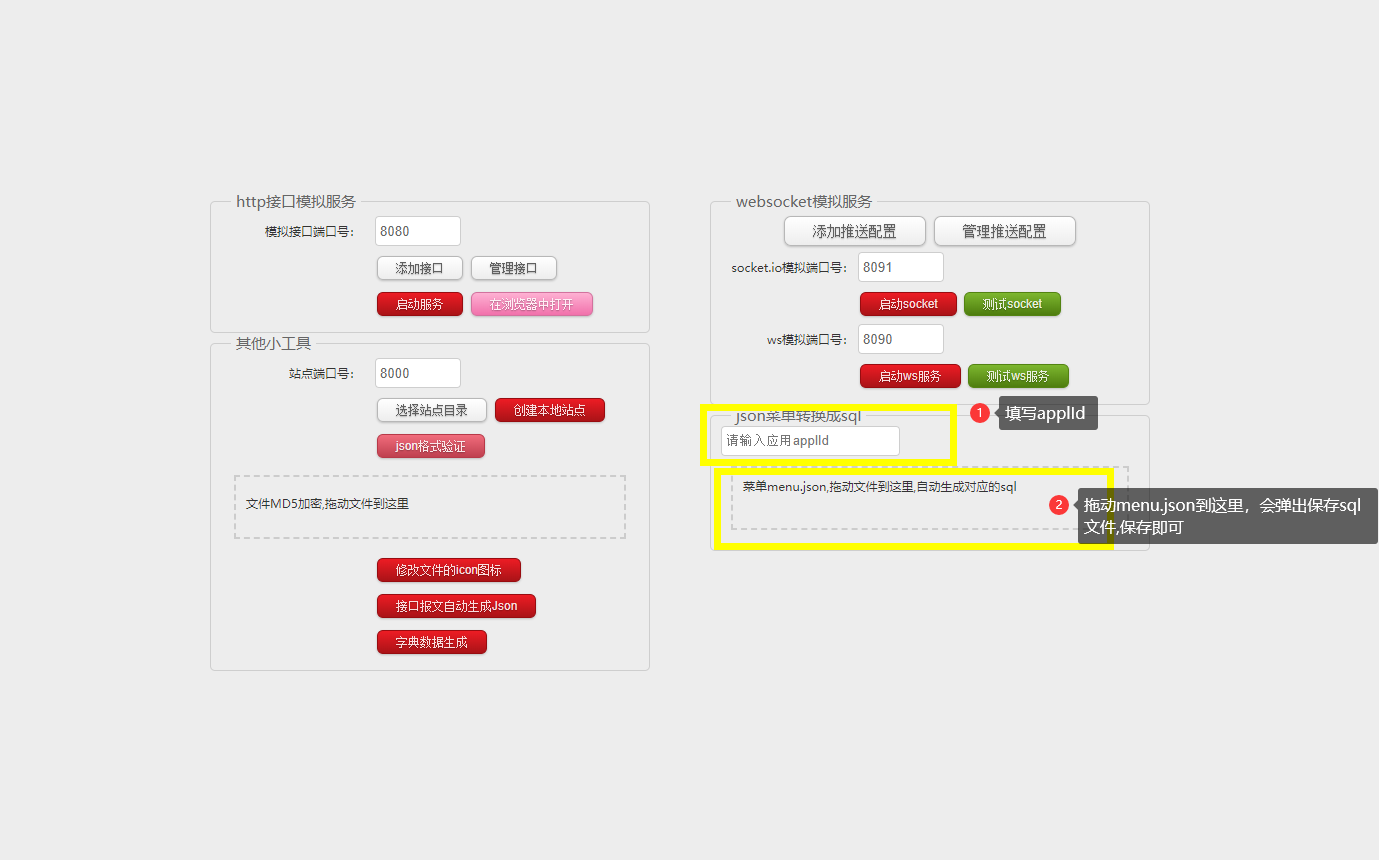 http接口模拟服务
模拟接口端口号：
8080
添加接口
管理接口
启动服务
在浏览器中打开
其他小工具
站点端口号：
8000
选择站点目录
创建本地站点
json格式验证
文件MD5加密,拖动文件到这里
修改文件的icon图标
接口报文自动生成Json
字典数据生成
websocket模拟服务
添加推送配置
管理推送配置
socket.io模拟端口号：
8091
启动socket
测试socket
ws模拟端口号：
8090
启动ws服务
测试ws服务
json菜单转换成sql
请输入应用applId
1
填写applId
菜单menu.json,拖动文件到这里,自动生成对应的sql
2
拖动menu.json到这里，会弹出保存sql
文件,保存即可